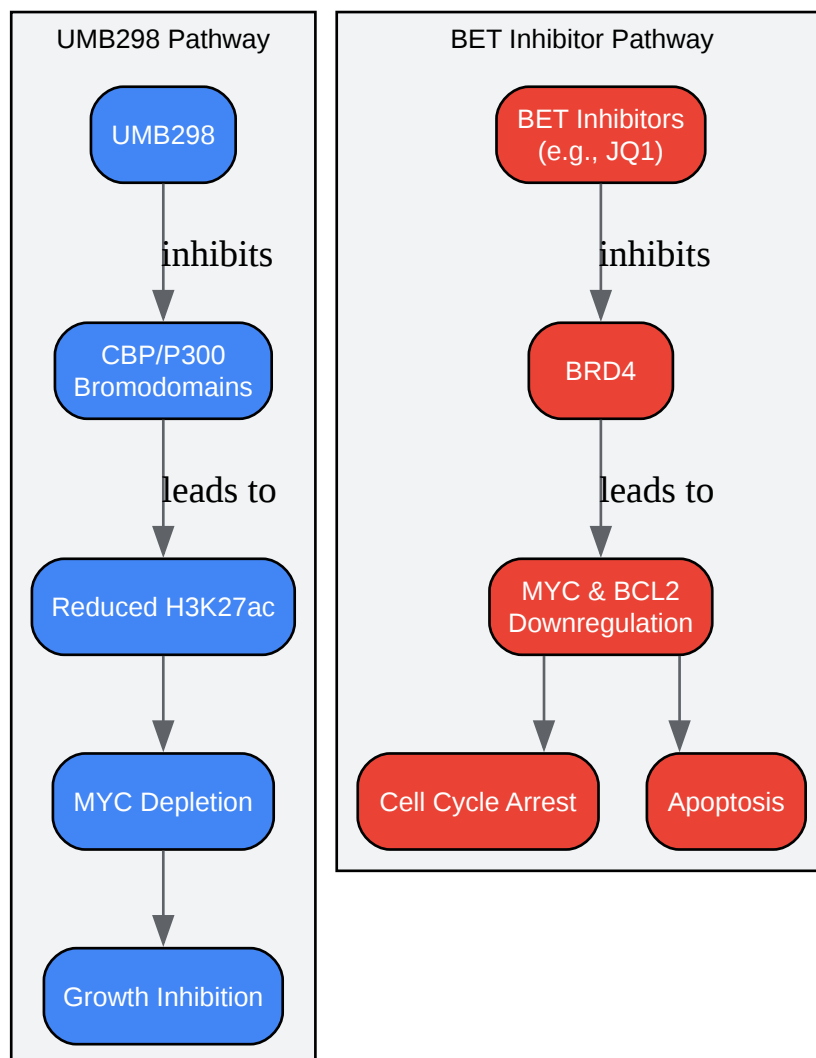 UMB298 Pathway
UMB298
inhibits
CBP/P300
Bromodomains
leads to
Reduced H3K27ac
MYC Depletion
Growth Inhibition
BET Inhibitor Pathway
BET Inhibitors
(e.g., JQ1)
inhibits
BRD4
leads to
MYC & BCL2
Downregulation
Cell Cycle Arrest
Apoptosis